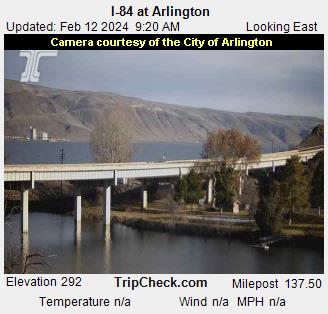 I-84 at Arlington
Updated: Feb 12 2024 9:20 AM Looking East
Camera courtesy of the City of Arlington
Elevation 292 TripCheck.com Milepost 137.50
Temperature n/a Wind n/a MPH n/a